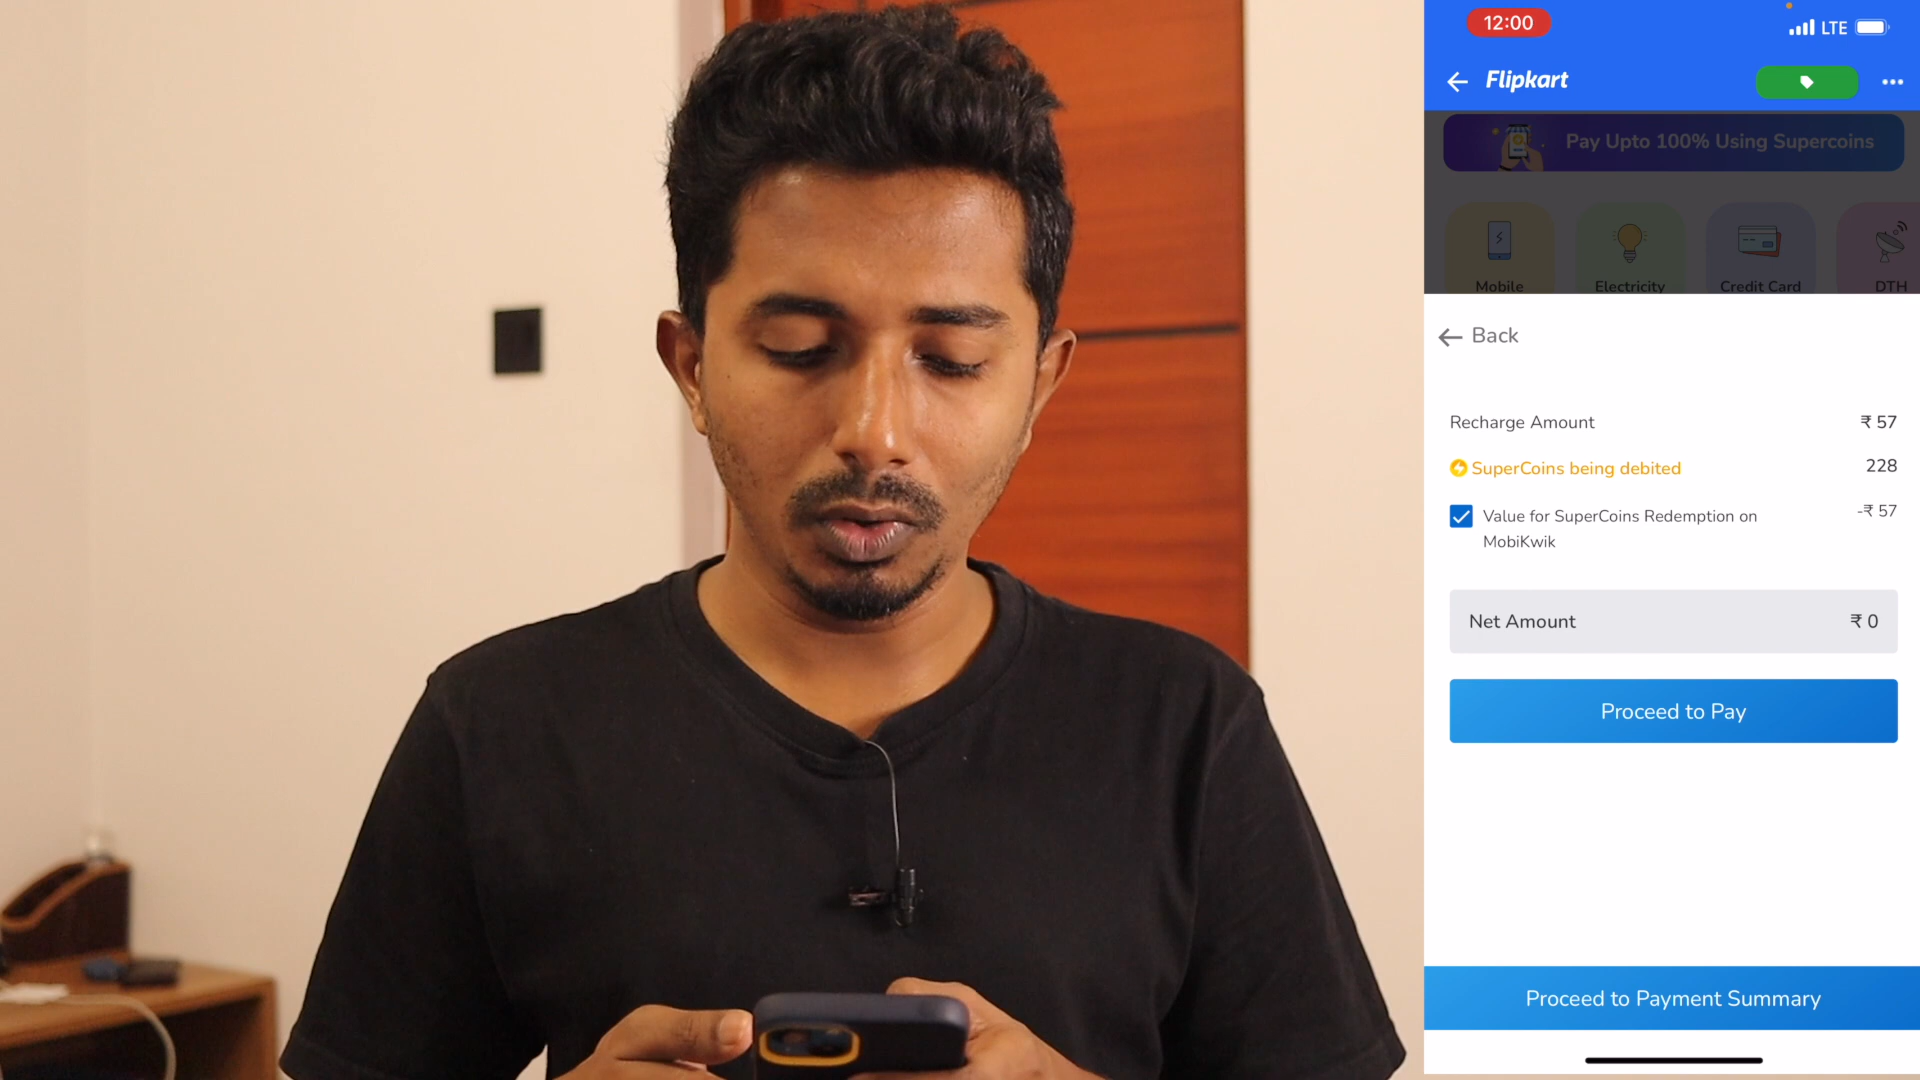 12:00
LTE
Flipkart
Pay Upto 100% Using Supercoins
Mobile
Electricity
Credit Card
DTH
Back
Recharge Amount
₹ 57
SuperCoins being debited
228
Value for SuperCoins Redemption on
MobiKwik
-₹ 57
Net Amount
₹ 0
Proceed to Pay
Proceed to Payment Summary